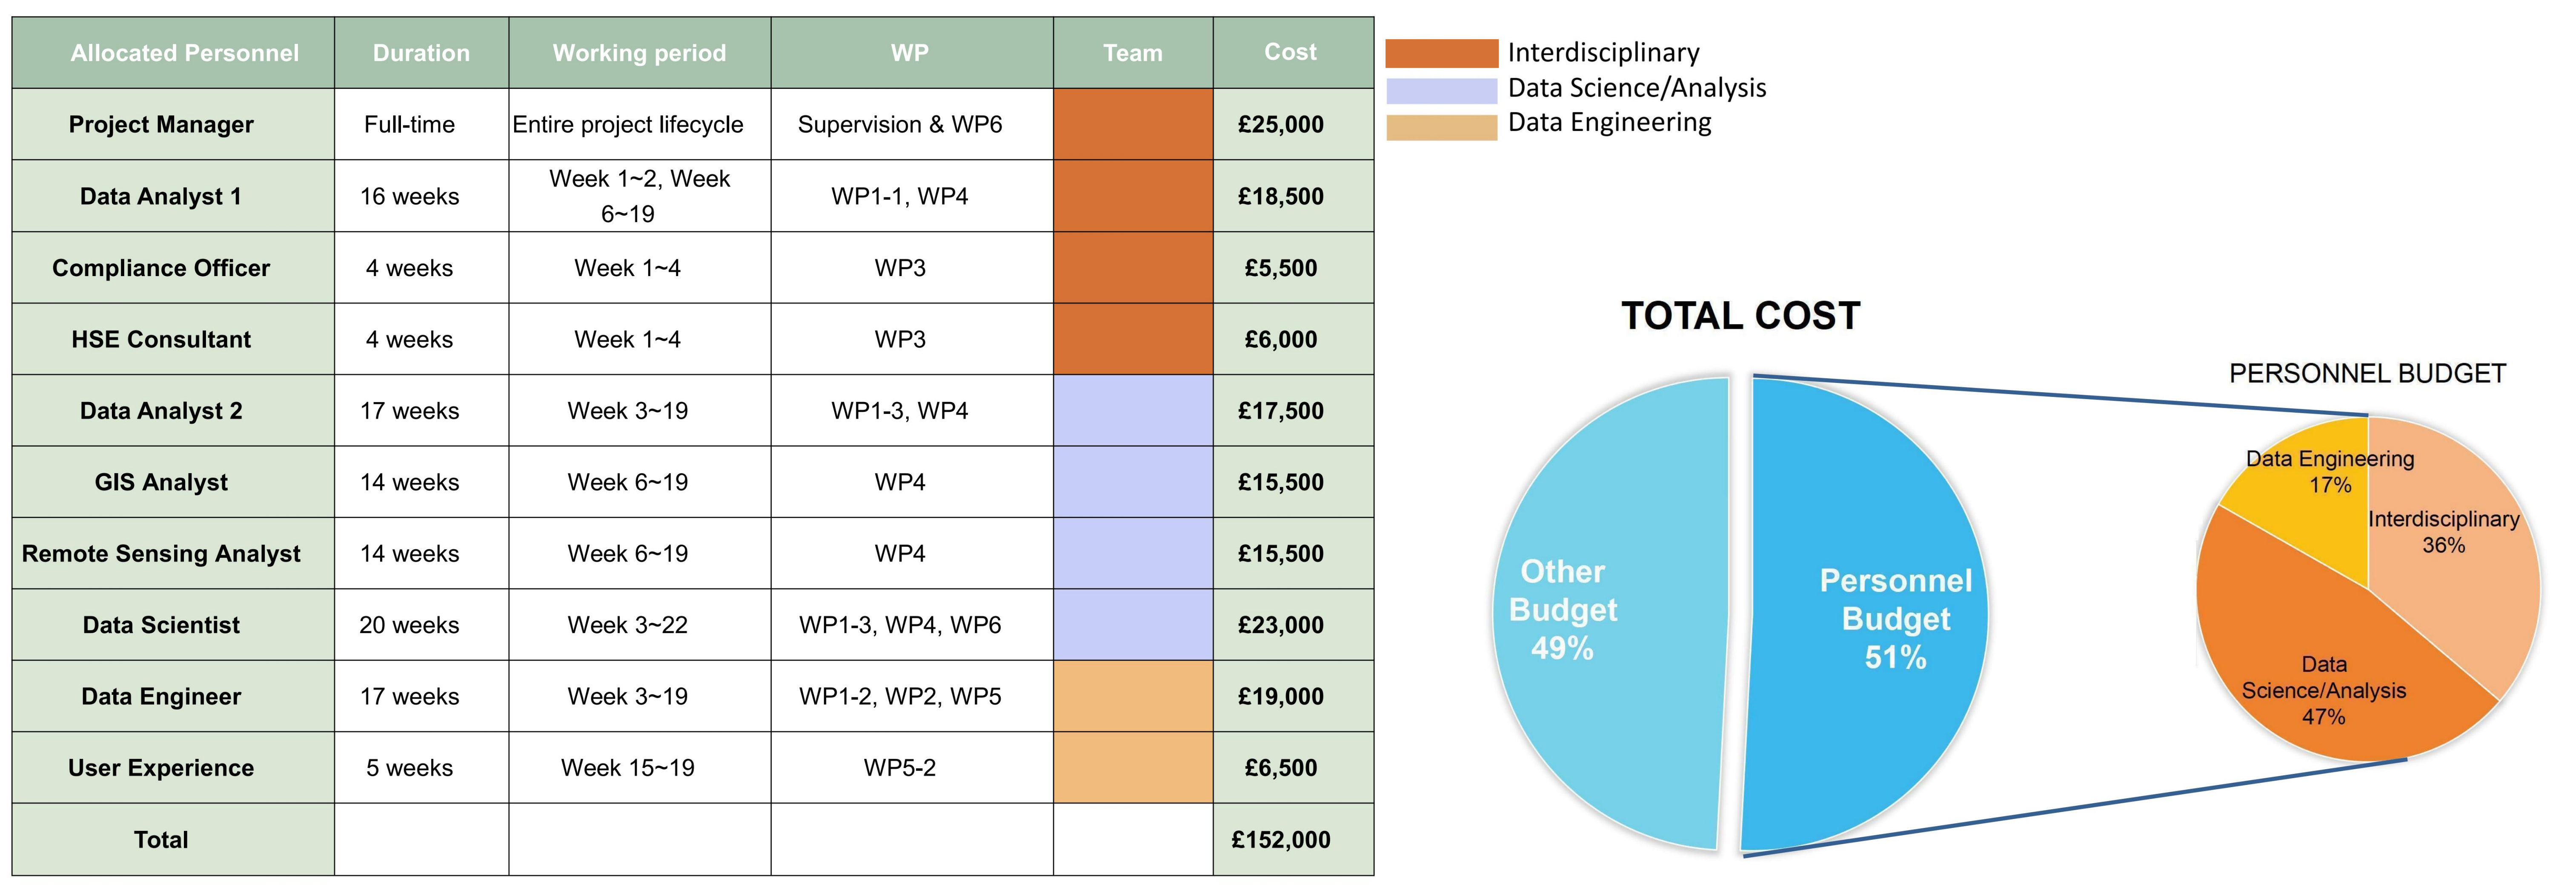 Allocated Personnel Duration Working period WP Team Cost
Project Manager Full-time Entire project lifecycle Supervision & WP6 £25,000
Data Analyst 1 16 weeks Week 1~2, Week 6~19 WP1-1, WP4 £18,500
Compliance Officer 4 weeks Week 1~4 WP3 £5,500
HSE Consultant 4 weeks Week 1~4 WP3 £6,000
Data Analyst 2 17 weeks Week 3~19 WP1-3, WP4 £17,500
GIS Analyst 14 weeks Week 6~19 WP4 £15,500
Remote Sensing Analyst 14 weeks Week 6~19 WP4 £15,500
Data Scientist 20 weeks Week 3~22 WP1-3, WP4, WP6 £23,000
Data Engineer 17 weeks Week 3~19 WP1-2, WP2, WP5 £19,000
User Experience 5 weeks Week 15~19 WP5-2 £6,500
Total £152,000
Interdisciplinary
Data Science/Analysis
Data Engineering
TOTAL COST
Other
Budget
49%
Personnel
Budget
51%
PERSONNEL BUDGET
Data Engineering
17%
Interdisciplinary
36%
Data
Science/Analysis
47%